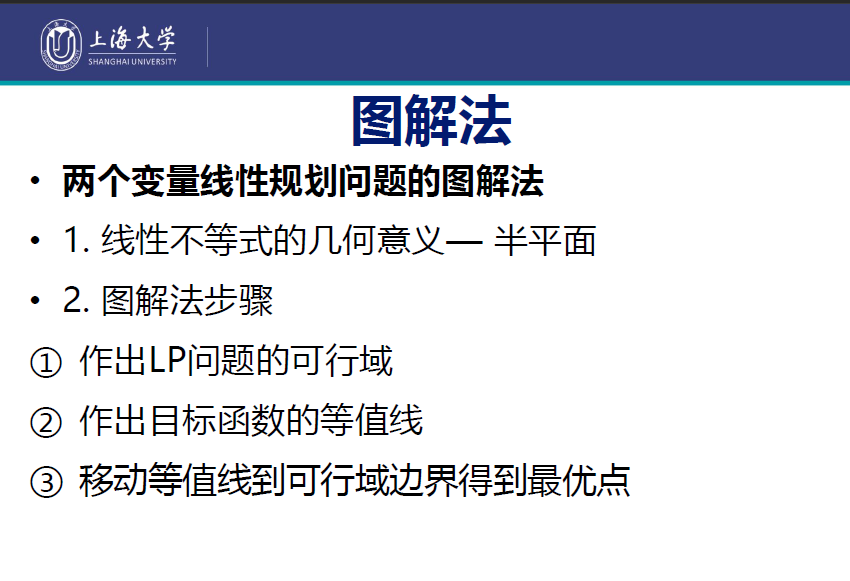 上海大学
SHANGHAI UNIVERSITY
图解法
• 两个变量线性规划问题的图解法
• 1. 线性不等式的几何意义— 半平面
• 2. 图解法步骤
① 作出LP问题的可行域
② 作出目标函数的等值线
③ 移动等值线到可行域边界得到最优点